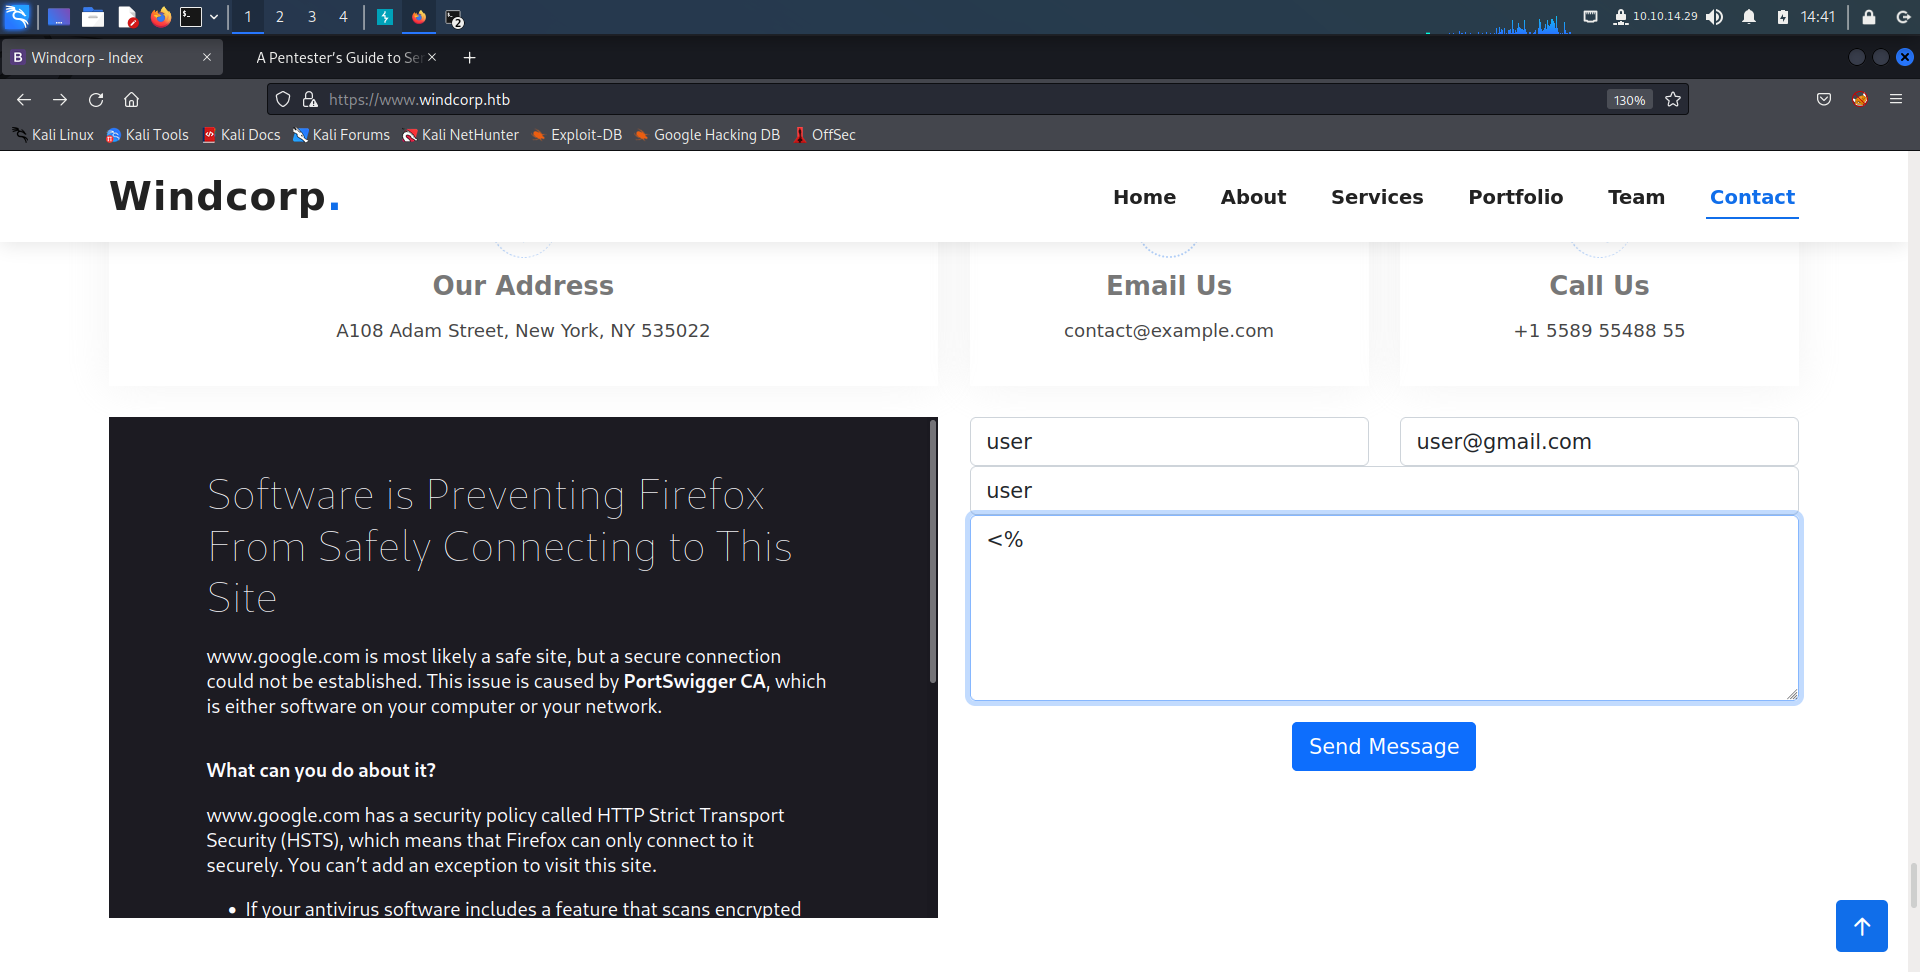 1
2
3
4
2
10.10.14.29
14:41
Windcorp - Index
A Pentester's Guide to Ser
https://www.windcorp.htb
130%
Kali Linux
Kali Tools
Kali Docs
Kali Forums
Kali NetHunter
Exploit-DB
Google Hacking DB
OffSec
Windcorp.
Home
About
Services
Portfolio
Team
Contact
Our Address
A108 Adam Street, New York, NY 535022
Email Us
contact@example.com
Call Us
+1 5589 55488 55
Software is Preventing Firefox
From Safely Connecting to This
Site
www.google.com is most likely a safe site, but a secure connection
could not be established. This issue is caused by PortSwigger CA, which
is either software on your computer or your network.
What can you do about it?
www.google.com has a security policy called HTTP Strict Transport
Security (HSTS), which means that Firefox can only connect to it
securely. You can’t add an exception to visit this site.
• If your antivirus software includes a feature that scans encrypted
user
user@gmail.com
user
<%
Send Message